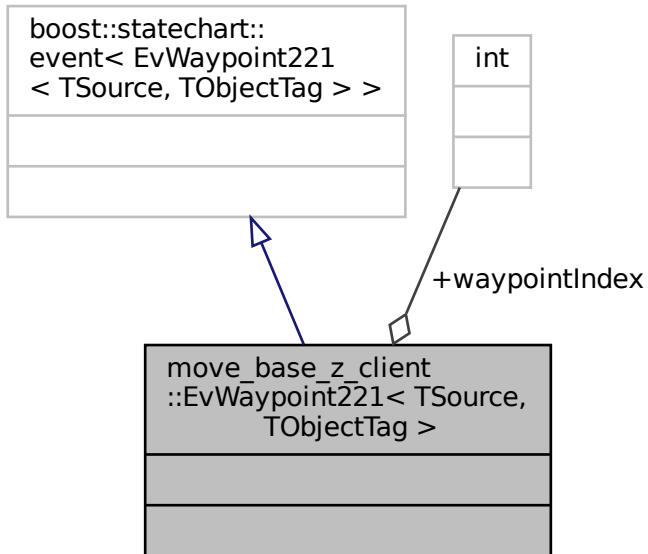 boost::statechart::
event< EvWaypoint221
< TSource, TObjectTag > >
int
+waypointIndex
move_base_z_client
::EvWaypoint221< TSource,
TObjectTag >